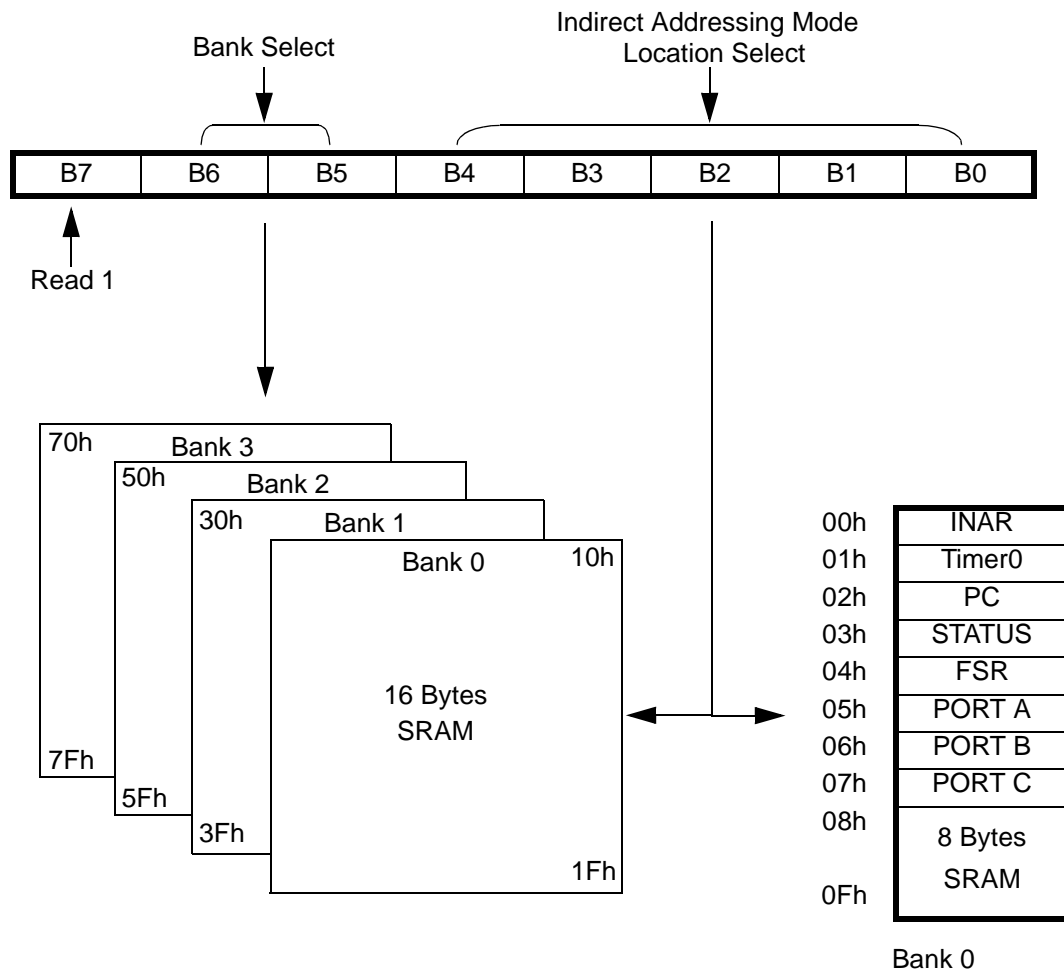 Bank Select
Indirect Addressing Mode
Location Select
B7 B6 B5 B4 B3 B2 B1 B0
Read 1
70h Bank 3
50h Bank 2
30h Bank 1
Bank 0 10h
16 Bytes
SRAM
7Fh
5Fh
3Fh
1Fh
00h INAR
01h Timer0
02h PC
03h STATUS
04h FSR
05h PORT A
06h PORT B
07h PORT C
08h
8 Bytes
SRAM
0Fh
Bank 0